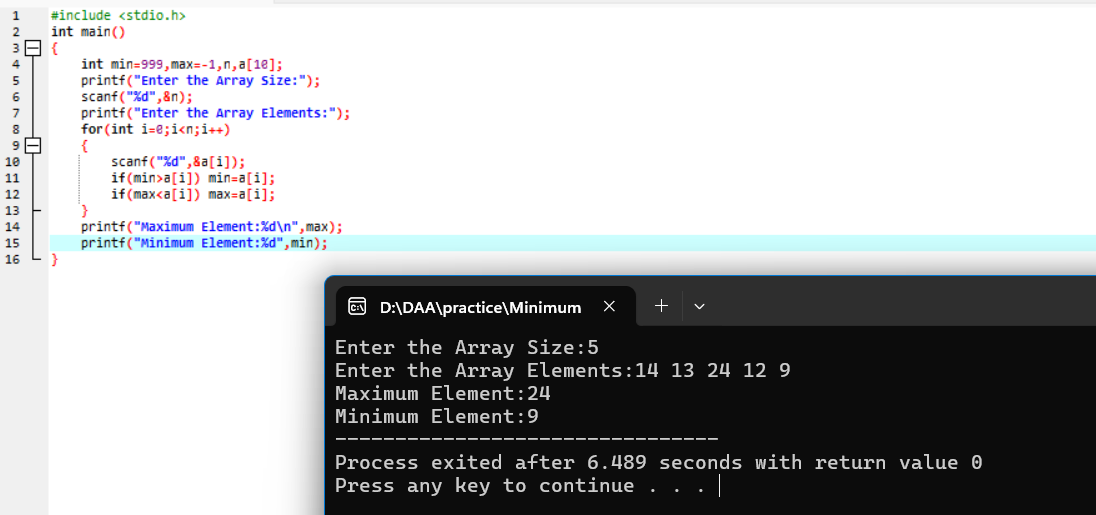 1 #include <stdio.h>
2 int main()
3 {
4 int min=999,max=-1,n,a[10];
5 printf("Enter the Array Size:");
6 scanf("%d",&n);
7 printf("Enter the Array Elements:");
8 for(int i=0;i<n;i++)
9 {
10 scanf("%d",&a[i]);
11 if(min>a[i]) min=a[i];
12 if(max<a[i]) max=a[i];
13 }
14 printf("Maximum Element:%d\n",max);
15 printf("Minimum Element:%d",min);
16 }
D:\DAA\practice\Minimum
Enter the Array Size:5
Enter the Array Elements:14 13 24 12 9
Maximum Element:24
Minimum Element:9
--------------------------------
Process exited after 6.489 seconds with return value 0
Press any key to continue . . .